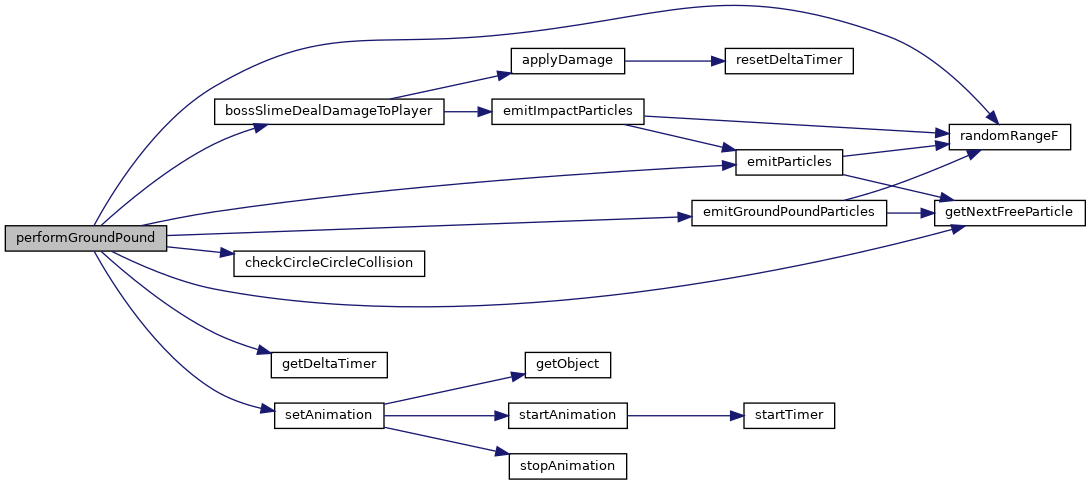 applyDamage
resetDeltaTimer
bossSlimeDealDamageToPlayer
emitImpactParticles
randomRangeF
emitParticles
emitGroundPoundParticles
getNextFreeParticle
performGroundPound
checkCircleCircleCollision
getDeltaTimer
getObject
setAnimation
startAnimation
startTimer
stopAnimation